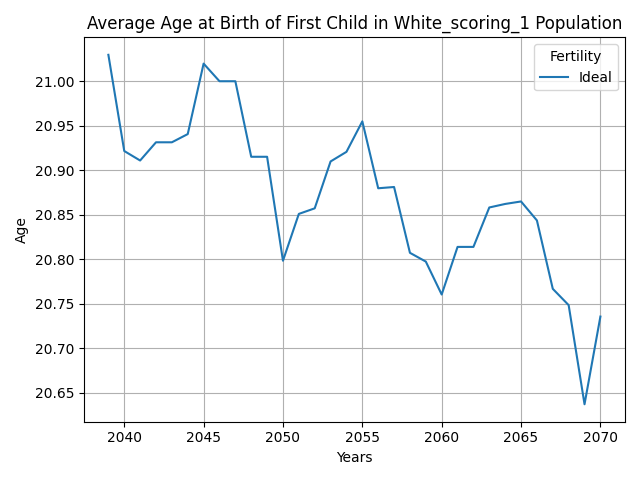 Average Age at Birth of First Child in White_scoring_1 Population
Fertility
Ideal
Age
21.00
20.95
20.90
20.85
20.80
20.75
20.70
20.65
2040 2045 2050 2055 2060 2065 2070
Years